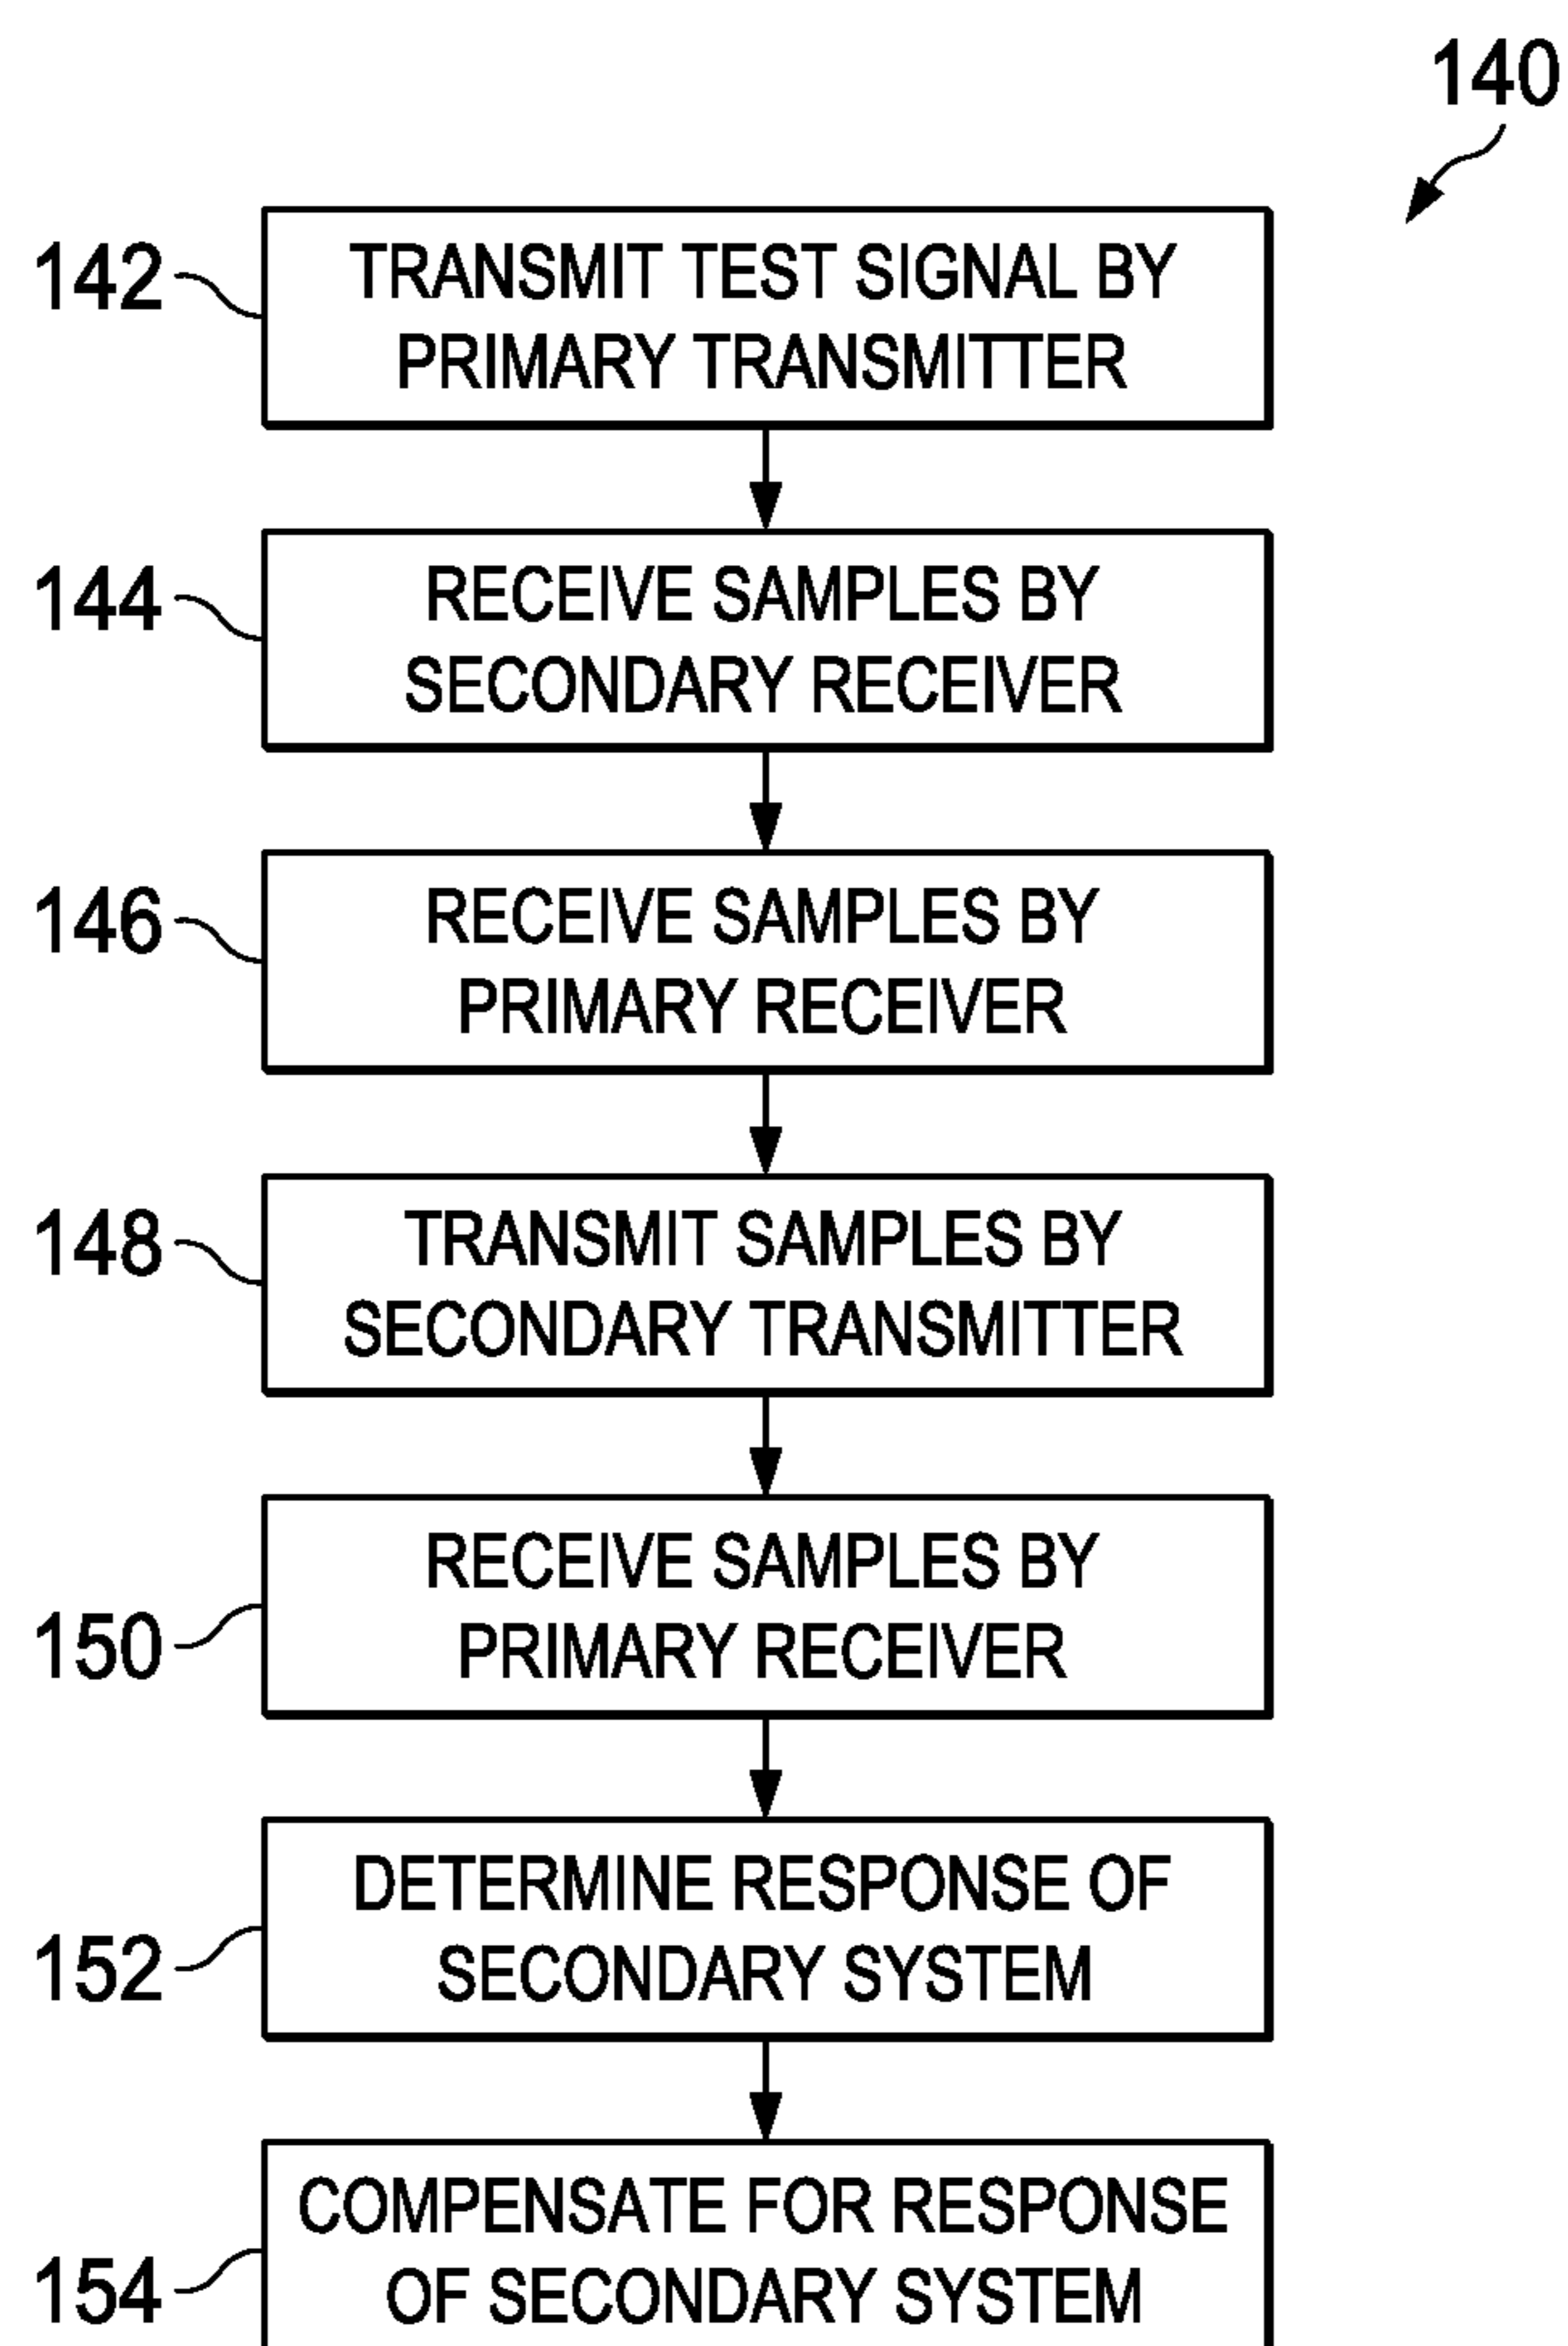 140
142
TRANSMIT TEST SIGNAL BY
PRIMARY TRANSMITTER
144
RECEIVE SAMPLES BY
SECONDARY RECEIVER
146
RECEIVE SAMPLES BY
PRIMARY RECEIVER
148
TRANSMIT SAMPLES BY
SECONDARY TRANSMITTER
150
RECEIVE SAMPLES BY
PRIMARY RECEIVER
152
DETERMINE RESPONSE OF
SECONDARY SYSTEM
154
COMPENSATE FOR RESPONSE
OF SECONDARY SYSTEM